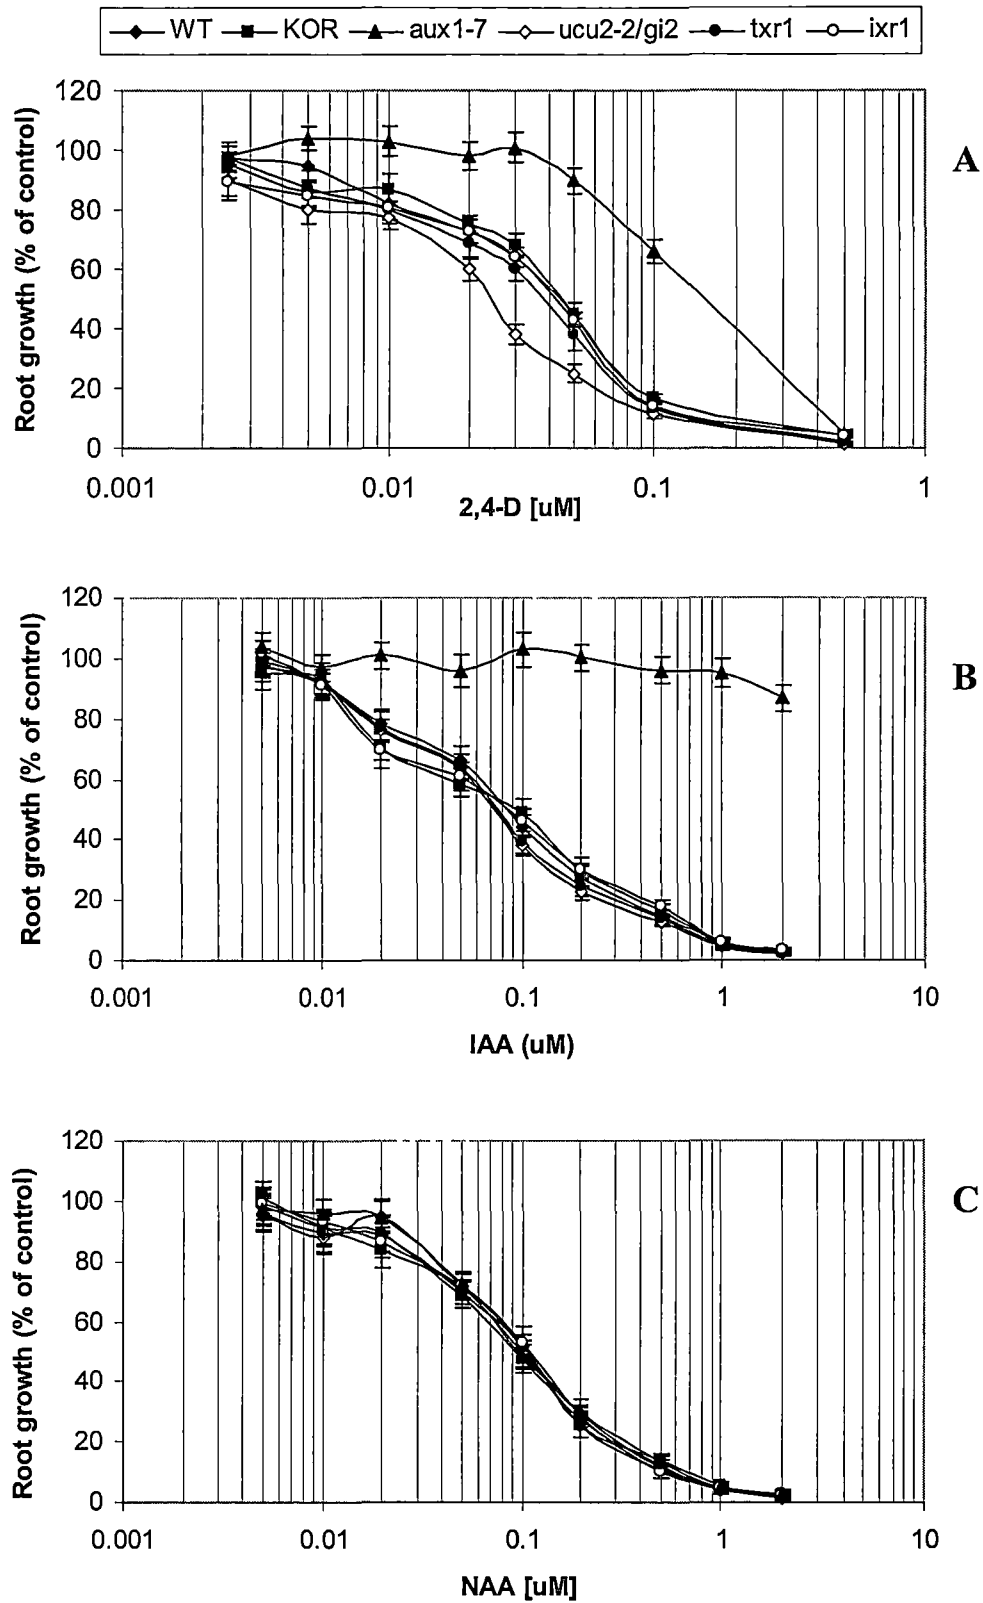 WT KOR aux1-7 ucu2-2/gi2 txr1 ixr1
A
Root growth (% of control)
120
100
80
60
40
20
0
0.001 0.01 0.1 1
2,4-D [uM]
B
Root growth (% of control)
120
100
80
60
40
20
0
0.001 0.01 0.1 1 10
IAA (uM)
C
Root growth (% of control)
120
100
80
60
40
20
0
0.001 0.01 0.1 1 10
NAA [uM]